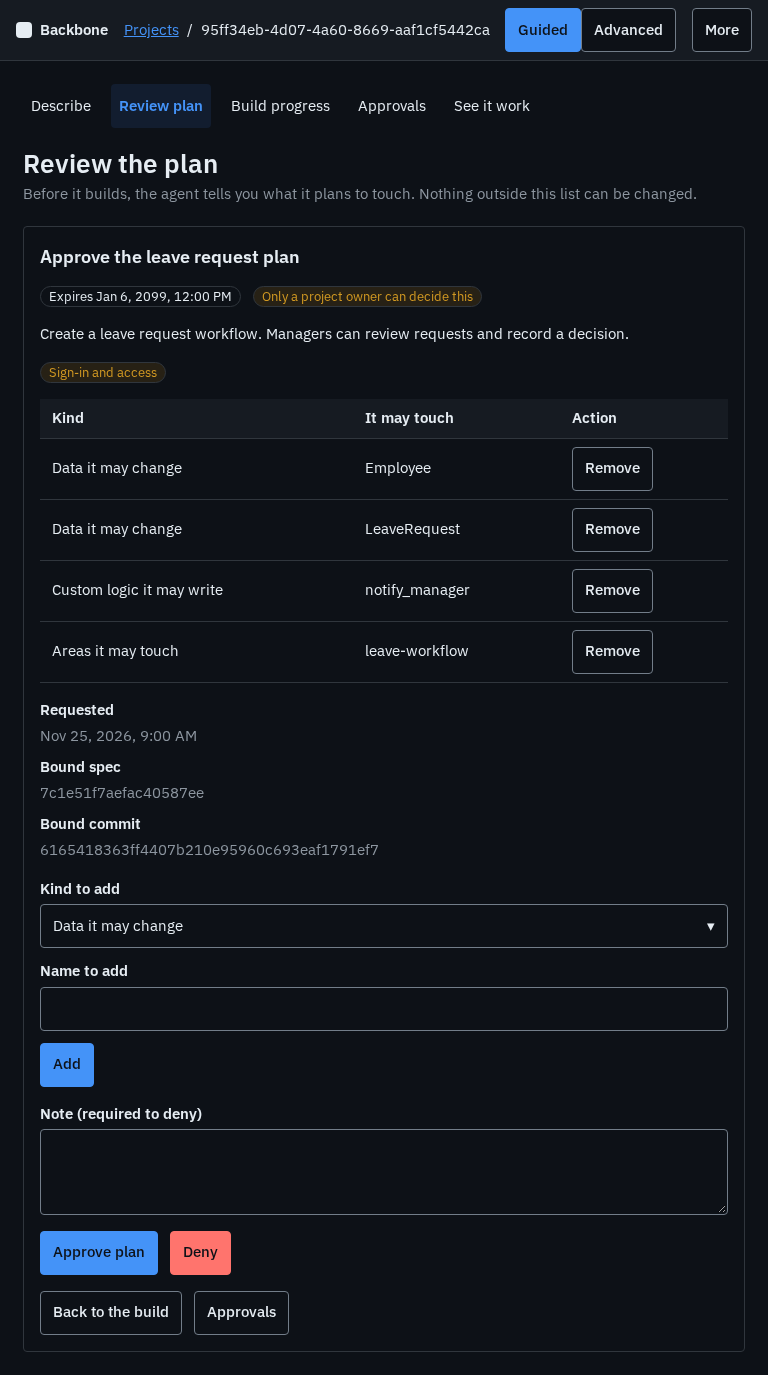 Backbone Projects / 95ff34eb-4d07-4a60-8669-aaf1cf5442ca Guided Advanced More
Describe Review plan Build progress Approvals See it work
Review the plan
Before it builds, the agent tells you what it plans to touch. Nothing outside this list can be changed.
Approve the leave request plan
Expires Jan 6, 2099, 12:00 PM Only a project owner can decide this
Create a leave request workflow. Managers can review requests and record a decision.
Sign-in and access
Kind It may touch Action
Data it may change Employee Remove
Data it may change LeaveRequest Remove
Custom logic it may write notify_manager Remove
Areas it may touch leave-workflow Remove
Requested
Nov 25, 2026, 9:00 AM
Bound spec
7c1e51f7aefac40587ee
Bound commit
6165418363ff4407b210e95960c693eaf1791ef7
Kind to add
Data it may change
Name to add
Add
Note (required to deny)
Approve plan Deny
Back to the build Approvals